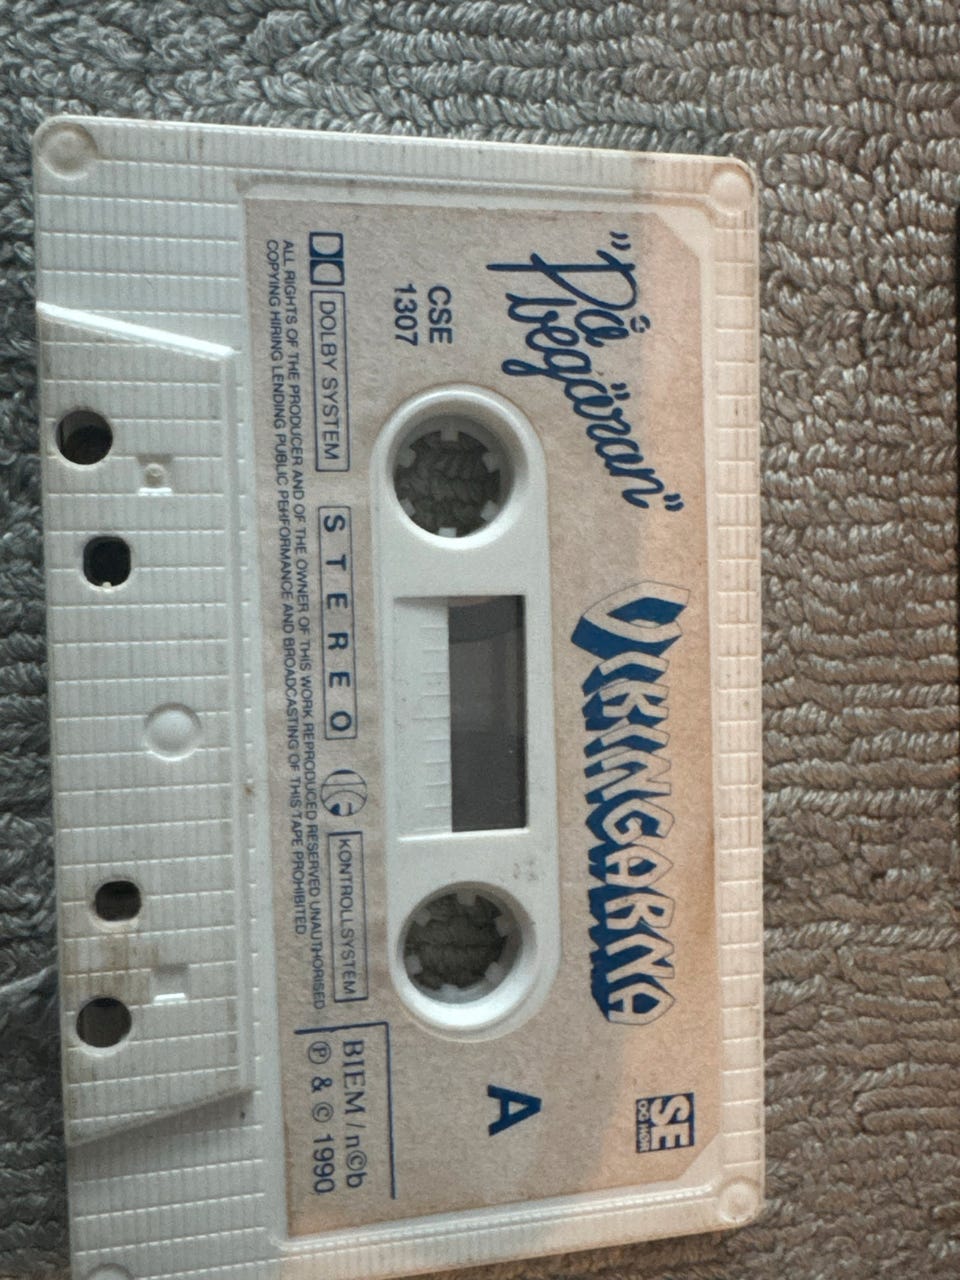 "På
begäran"
VIKINGARNA
SE
OG HØR
CSE
1307
A
DOLBY SYSTEM
STEREO
KONTROLLSYSTEM
BIEM / n©b
ALL RIGHTS OF THE PRODUCER AND OF THE OWNER OF THIS WORK REPRODUCED RESERVED UNAUTHORISED
COPYING HIRING LENDING PUBLIC PERFORMANCE AND BROADCASTING OF THIS TAPE PROHIBITED.
℗ & © 1990